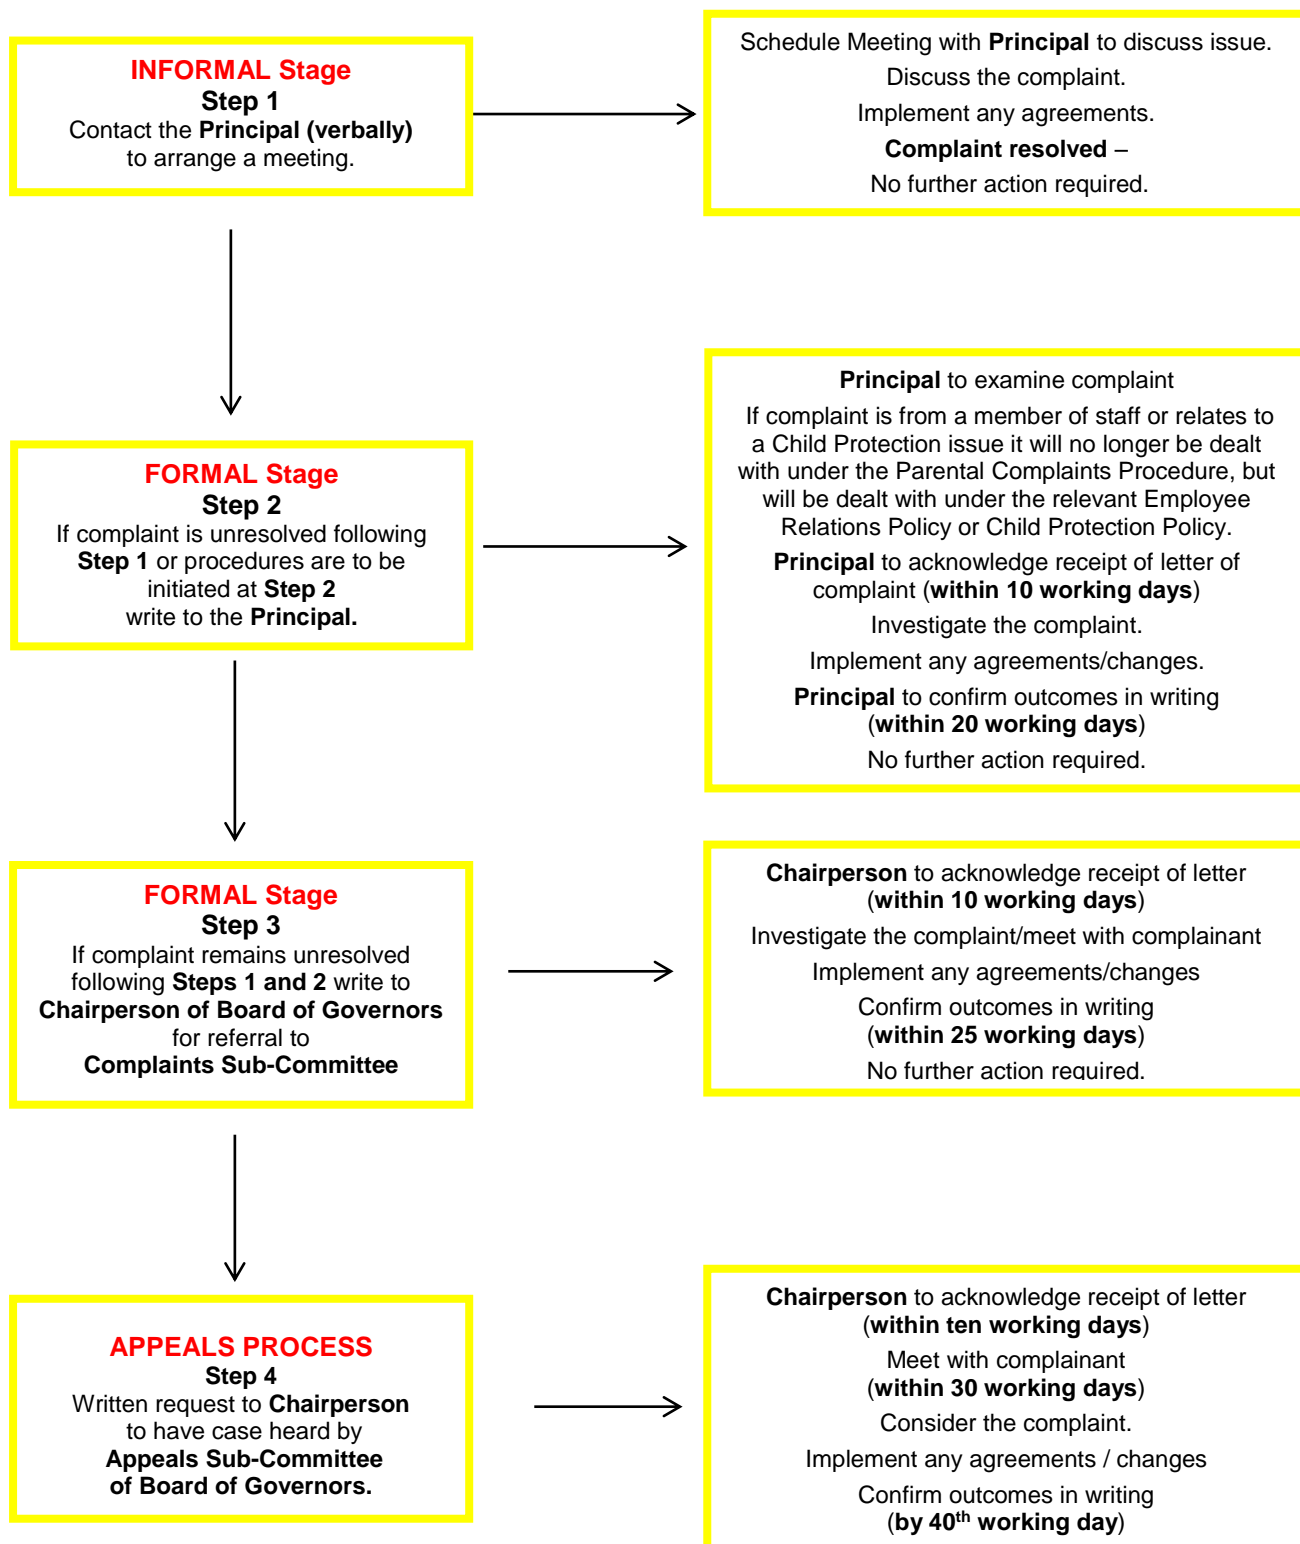 INFORMAL Stage
Step 1
Contact the Principal (verbally)
to arrange a meeting.
Schedule Meeting with Principal to discuss issue.
Discuss the complaint.
Implement any agreements.
Complaint resolved –
No further action required.
FORMAL Stage
Step 2
If complaint is unresolved following
Step 1 or procedures are to be
initiated at Step 2
write to the Principal.
Principal to examine complaint
If complaint is from a member of staff or relates to
a Child Protection issue it will no longer be dealt
with under the Parental Complaints Procedure, but
will be dealt with under the relevant Employee
Relations Policy or Child Protection Policy.
Principal to acknowledge receipt of letter of
complaint (within 10 working days)
Investigate the complaint.
Implement any agreements/changes.
Principal to confirm outcomes in writing
(within 20 working days)
No further action required.
FORMAL Stage
Step 3
If complaint remains unresolved
following Steps 1 and 2 write to
Chairperson of Board of Governors
for referral to
Complaints Sub-Committee
Chairperson to acknowledge receipt of letter
(within 10 working days)
Investigate the complaint/meet with complainant
Implement any agreements/changes
Confirm outcomes in writing
(within 25 working days)
No further action required.
APPEALS PROCESS
Step 4
Written request to Chairperson
to have case heard by
Appeals Sub-Committee
of Board of Governors.
Chairperson to acknowledge receipt of letter
(within ten working days)
Meet with complainant
(within 30 working days)
Consider the complaint.
Implement any agreements / changes
Confirm outcomes in writing
(by 40th working day)